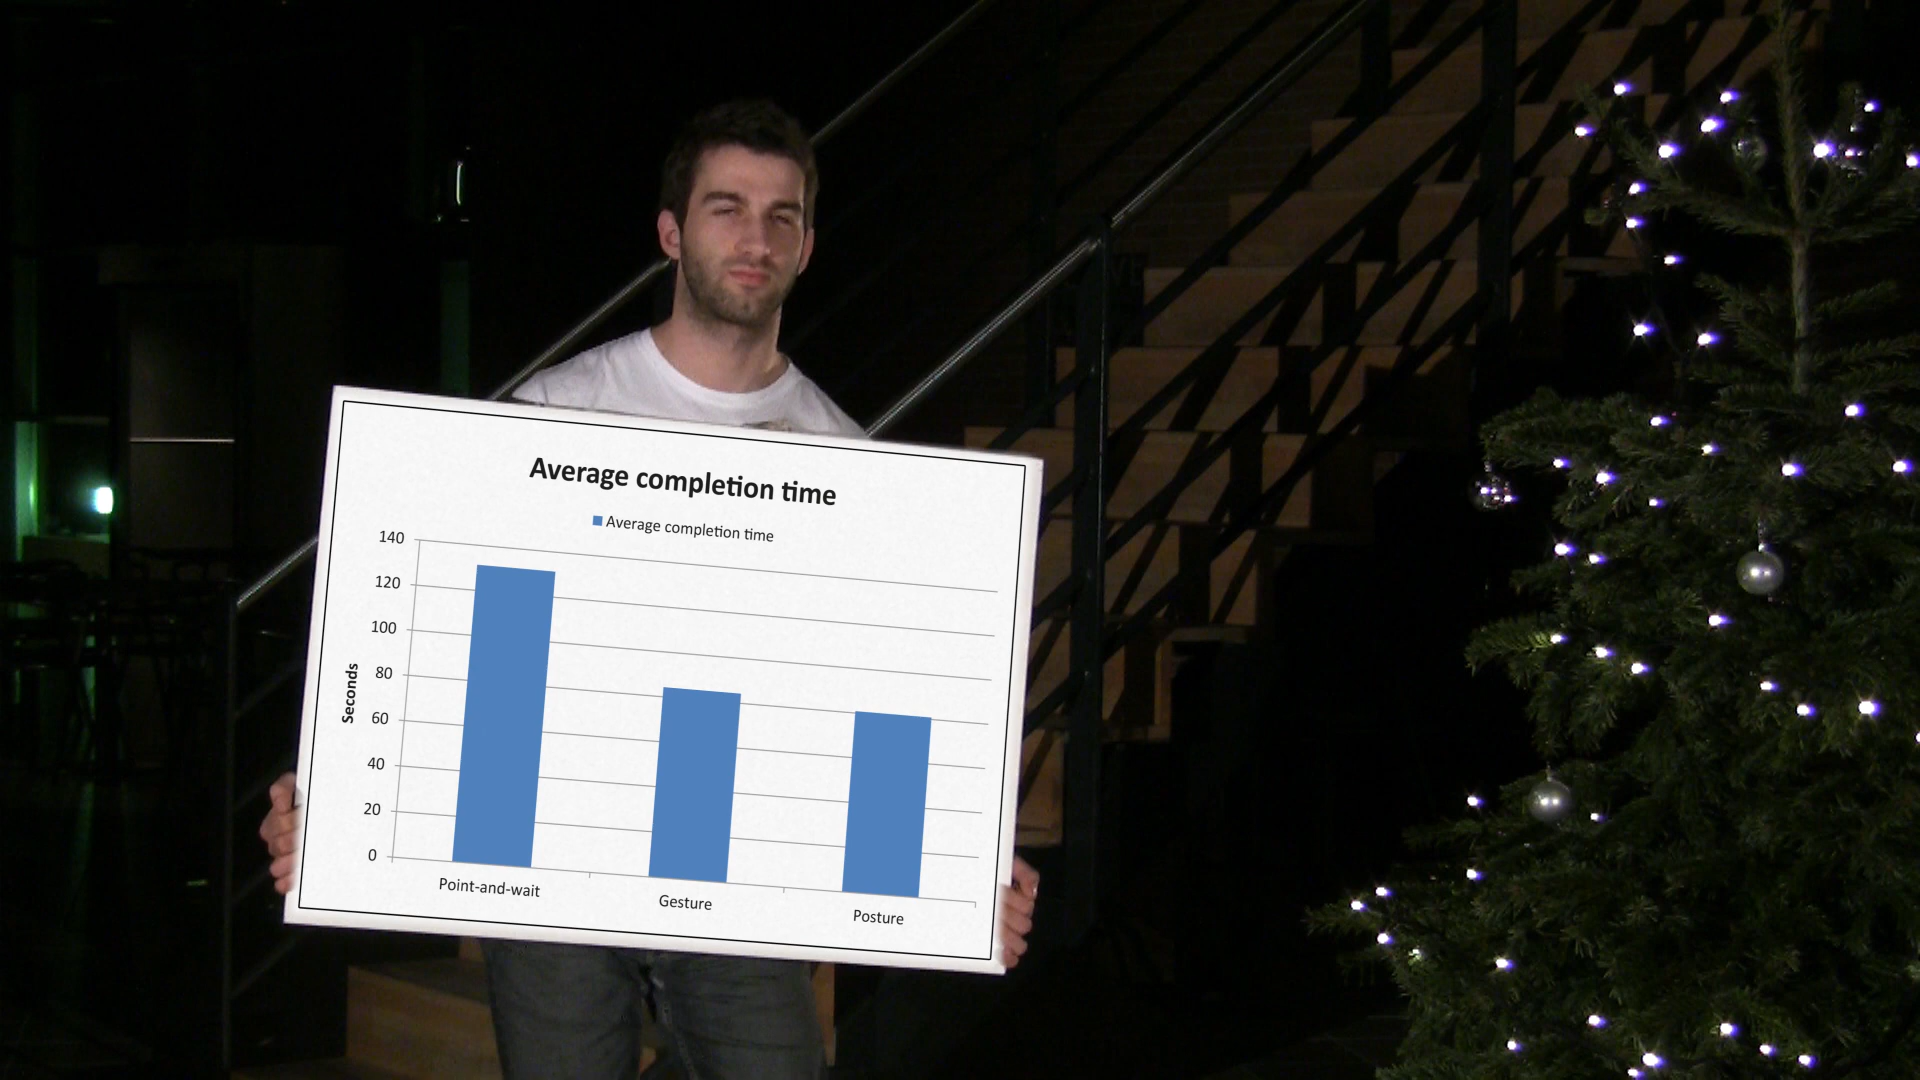 Average completion time
Average completion time
140
120
100
80
60
40
20
0
Seconds
Point-and-wait
Gesture
Posture